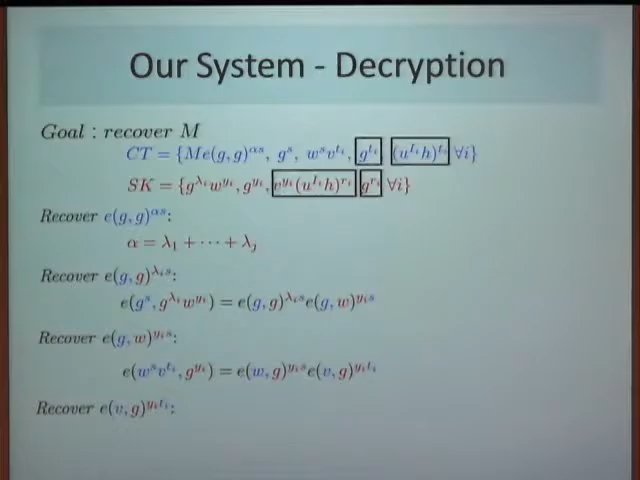 Our System - Decryption
Goal : recover M
CT = {Me(g, g)^{αs}, g^s, w^s v^{t_i}, g^{t_i}, (u^{I_i}h)^{t_i} ∀i}
SK = {g^{λ_i}w^{y_i}, g^{y_i}, v^{y_i}(u^{I_i}h)^{r_i}, g^{r_i} ∀i}
Recover e(g, g)^{αs}:
α = λ_1 + ⋯ + λ_j
Recover e(g, g)^{λ_i s}:
e(g^s, g^{λ_i}w^{y_i}) = e(g, g)^{λ_i s}e(g, w)^{y_i s}
Recover e(g, w)^{y_i s}:
e(w^s v^{t_i}, g^{y_i}) = e(w, g)^{y_i s}e(v, g)^{y_i t_i}
Recover e(v, g)^{y_i t_i}: